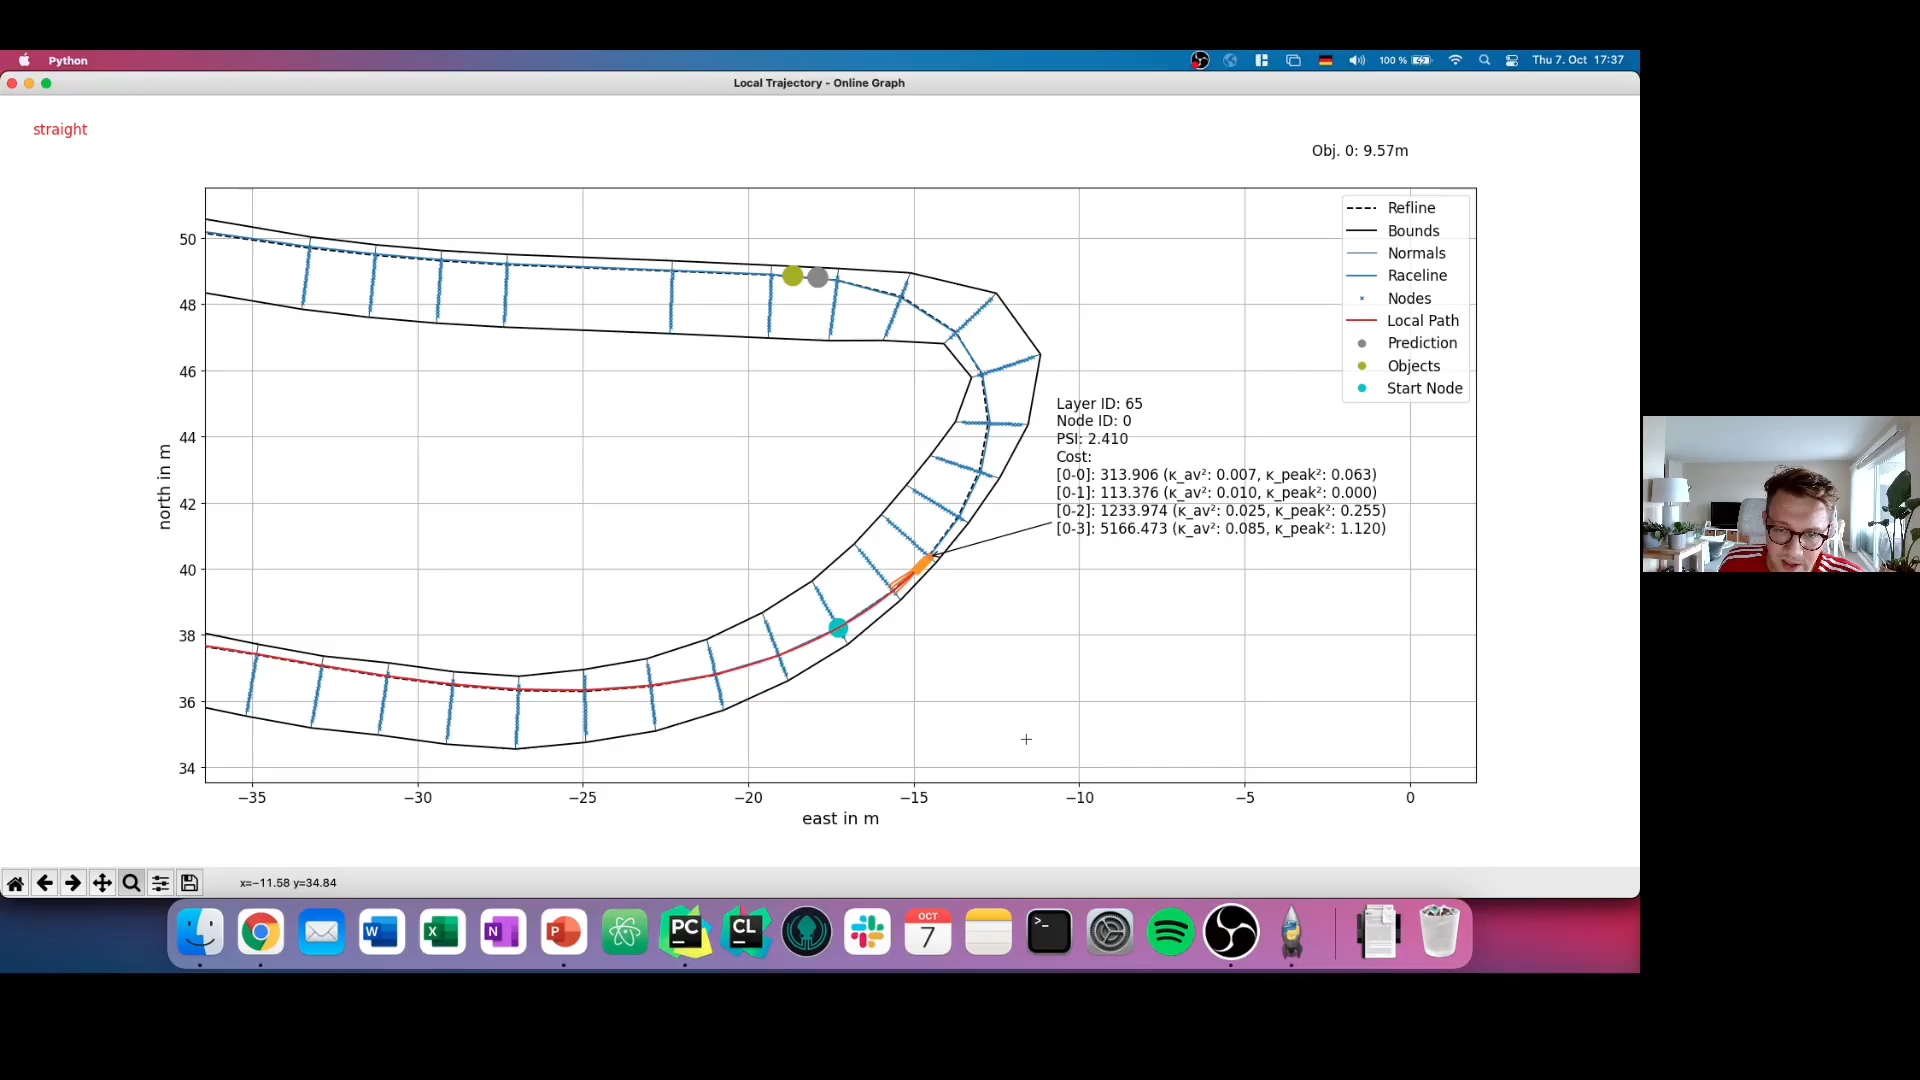 Python
100 %
Thu 7. Oct 17:37
Local Trajectory - Online Graph
straight
Obj. 0: 9.57m
Refline
Bounds
Normals
Raceline
Nodes
Local Path
Prediction
Objects
Start Node
50
48
46
44
42
40
38
36
34
north in m
Layer ID: 65
Node ID: 0
PSI: 2.410
Cost:
[0-0]: 313.906 (κ_av²: 0.007, κ_peak²: 0.063)
[0-1]: 113.376 (κ_av²: 0.010, κ_peak²: 0.000)
[0-2]: 1233.974 (κ_av²: 0.025, κ_peak²: 0.255)
[0-3]: 5166.473 (κ_av²: 0.085, κ_peak²: 1.120)
−35 −30 −25 −20 −15 −10 −5 0
east in m
x=−11.58 y=34.84
W
X
N
P
PC
CL
OCT
7
>_